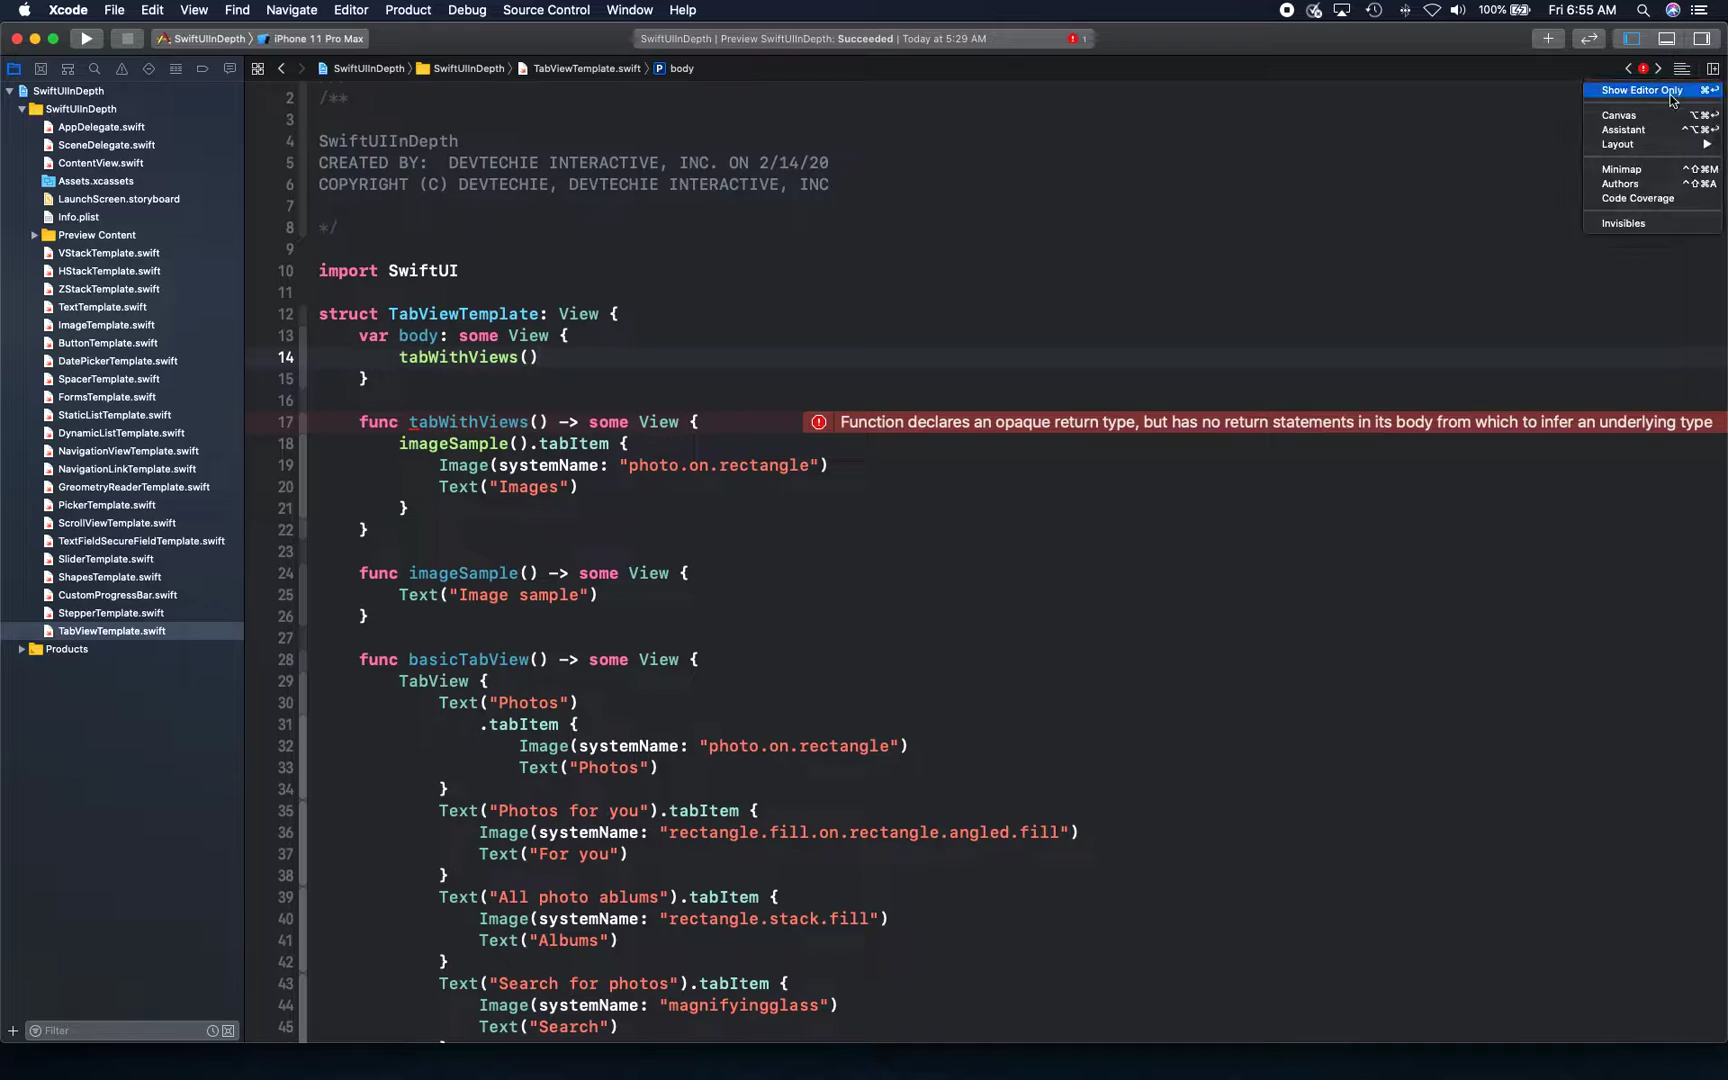 Xcode File Edit View Find Navigate Editor Product Debug Source Control Window Help 100% Fri 6:55 AM
SwiftUIInDepth iPhone 11 Pro Max SwiftUIInDepth | Preview SwiftUIInDepth: Succeeded | Today at 5:29 AM 1
SwiftUIInDepth SwiftUIInDepth TabViewTemplate.swift P body
SwiftUIInDepth
SwiftUIInDepth
AppDelegate.swift
SceneDelegate.swift
ContentView.swift
Assets.xcassets
LaunchScreen.storyboard
Info.plist
Preview Content
VStackTemplate.swift
HStackTemplate.swift
ZStackTemplate.swift
TextTemplate.swift
ImageTemplate.swift
ButtonTemplate.swift
DatePickerTemplate.swift
SpacerTemplate.swift
FormsTemplate.swift
StaticListTemplate.swift
DynamicListTemplate.swift
NavigationViewTemplate.swift
NavigationLinkTemplate.swift
GreometryReaderTemplate.swift
PickerTemplate.swift
ScrollViewTemplate.swift
TextFieldSecureFieldTemplate.swift
SliderTemplate.swift
ShapesTemplate.swift
CustomProgressBar.swift
StepperTemplate.swift
TabViewTemplate.swift
Products
Filter
2 /**
3
4 SwiftUIInDepth
5 CREATED BY: DEVTECHIE INTERACTIVE, INC. ON 2/14/20
6 COPYRIGHT (C) DEVTECHIE, DEVTECHIE INTERACTIVE, INC
7
8 */
9
10 import SwiftUI
11
12 struct TabViewTemplate: View {
13 var body: some View {
14 tabWithViews()
15 }
16
17 func tabWithViews() -> some View { Function declares an opaque return type, but has no return statements in its body from which to infer an underlying type
18 imageSample().tabItem {
19 Image(systemName: "photo.on.rectangle")
20 Text("Images")
21 }
22 }
23
24 func imageSample() -> some View {
25 Text("Image sample")
26 }
27
28 func basicTabView() -> some View {
29 TabView {
30 Text("Photos")
31 .tabItem {
32 Image(systemName: "photo.on.rectangle")
33 Text("Photos")
34 }
35 Text("Photos for you").tabItem {
36 Image(systemName: "rectangle.fill.on.rectangle.angled.fill")
37 Text("For you")
38 }
39 Text("All photo ablums").tabItem {
40 Image(systemName: "rectangle.stack.fill")
41 Text("Albums")
42 }
43 Text("Search for photos").tabItem {
44 Image(systemName: "magnifyingglass")
45 Text("Search")
Show Editor Only ⌘↩
Canvas ⌥⌘↩
Assistant ^⌥⌘↩
Layout
Minimap ^⇧⌘M
Authors ^⇧⌘A
Code Coverage
Invisibles